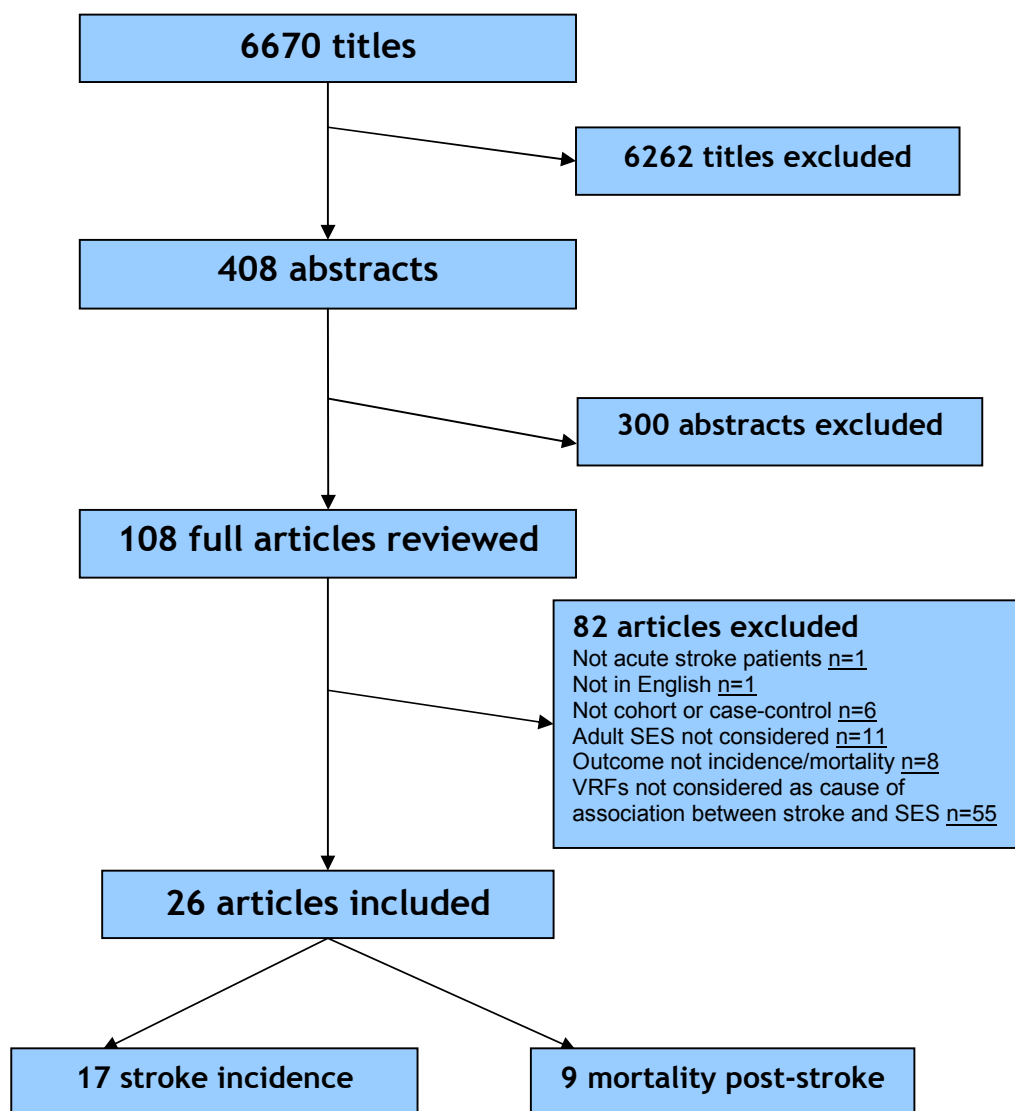 6670 titles
6262 titles excluded
408 abstracts
300 abstracts excluded
108 full articles reviewed
82 articles excluded
Not acute stroke patients n=1
Not in English n=1
Not cohort or case-control n=6
Adult SES not considered n=11
Outcome not incidence/mortality n=8
VRFs not considered as cause of
association between stroke and SES n=55
26 articles included
17 stroke incidence
9 mortality post-stroke